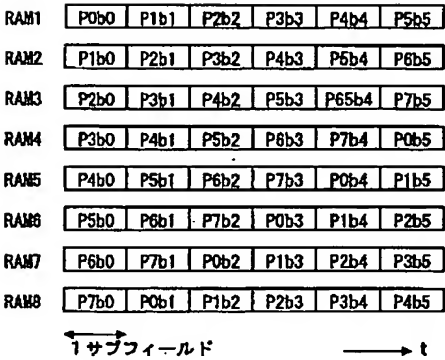 RAM1 P0b0 P1b1 P2b2 P3b3 P4b4 P5b5
RAM2 P1b0 P2b1 P3b2 P4b3 P5b4 P6b5
RAM3 P2b0 P3b1 P4b2 P5b3 P65b4 P7b5
RAM4 P3b0 P4b1 P5b2 P6b3 P7b4 P0b5
RAM5 P4b0 P5b1 P6b2 P7b3 P0b4 P1b5
RAM6 P5b0 P6b1 P7b2 P0b3 P1b4 P2b5
RAM7 P6b0 P7b1 P0b2 P1b3 P2b4 P3b5
RAM8 P7b0 P0b1 P1b2 P2b3 P3b4 P4b5
1サブフィールド t